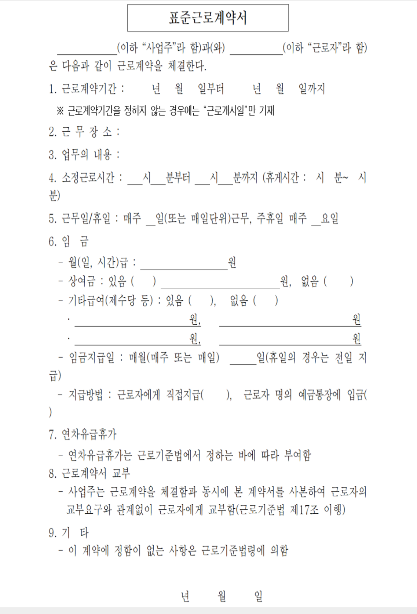 표준근로계약서
____________(이하 “사업주”라 함)과(와) __________(이하 “근로자”라 함)
은 다음과 같이 근로계약을 체결한다.
1. 근로계약기간 : 년 월 일부터 년 월 일까지
※ 근로계약기간을 정하지 않는 경우에는 “근로개시일”만 기재
2. 근 무 장 소 :
3. 업무의 내용 :
4. 소정근로시간 : ___시___분부터 ___시___분까지 (휴게시간 : 시 분~ 시
분)
5. 근무일/휴일 : 매주 __일(또는 매일단위)근무, 주휴일 매주 __요일
6. 임 금
- 월(일, 시간)급 : ________________원
- 상여금 : 있음 ( ) ______________________원, 없음 ( )
- 기타급여(제수당 등) : 있음 ( ), 없음 ( )
· ______________________원, ______________________원
· ______________________원, ______________________원
- 임금지급일 : 매월(매주 또는 매일) _____일(휴일의 경우는 전일 지
급)
- 지급방법 : 근로자에게 직접지급( ), 근로자 명의 예금통장에 입금(
)
7. 연차유급휴가
- 연차유급휴가는 근로기준법에서 정하는 바에 따라 부여함
8. 근로계약서 교부
- 사업주는 근로계약을 체결함과 동시에 본 계약서를 사본하여 근로자의
교부요구와 관계없이 근로자에게 교부함(근로기준법 제17조 이행)
9. 기 타
- 이 계약에 정함이 없는 사항은 근로기준법령에 의함
년 월 일